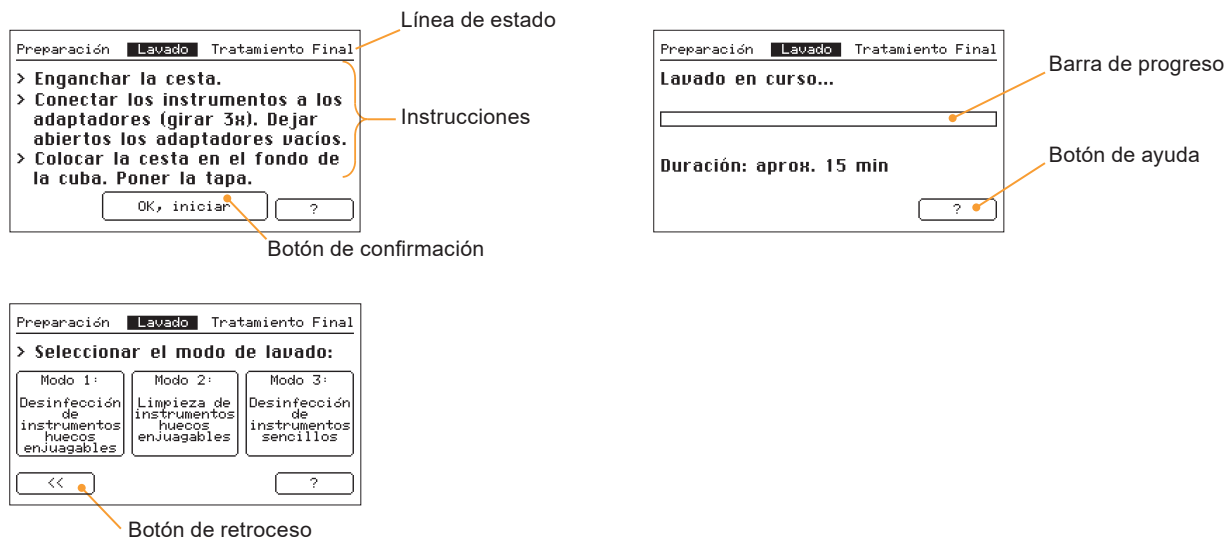 Línea de estado
Preparación Lavado Tratamiento Final
> Enganchar la cesta.
> Conectar los instrumentos a los
adaptadores (girar 3x). Dejar
abiertos los adaptadores vacíos.
> Colocar la cesta en el fondo de
la cuba. Poner la tapa.
OK, iniciar ?
Instrucciones
Botón de confirmación
Preparación Lavado Tratamiento Final
Lavado en curso...
Barra de progreso
Duración: aprox. 15 min
Botón de ayuda
?
Preparación Lavado Tratamiento Final
> Seleccionar el modo de lavado:
Modo 1:
Desinfección
de
instrumentos
huecos
enjuagables
Modo 2:
Limpieza de
instrumentos
huecos
enjuagables
Modo 3:
Desinfección
de
instrumentos
sencillos
<< ?
Botón de retroceso